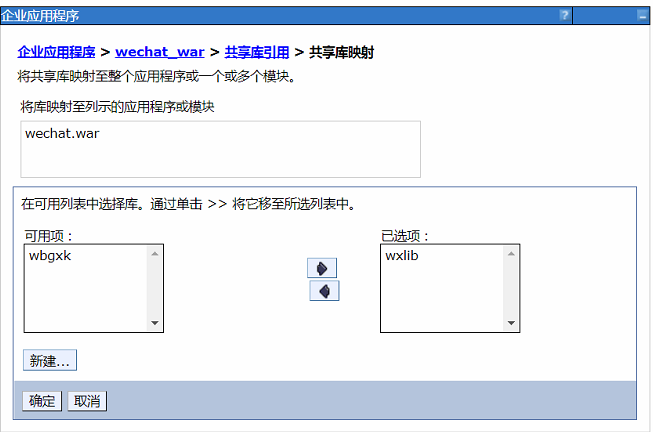 企业应用程序 ?
企业应用程序 > wechat_war > 共享库引用 > 共享库映射
将共享库映射至整个应用程序或一个或多个模块。
将库映射至列示的应用程序或模块
wechat.war
在可用列表中选择库。通过单击 >> 将它移至所选列表中。
可用项： 已选项：
wbgxk wxlib
新建...
确定 取消